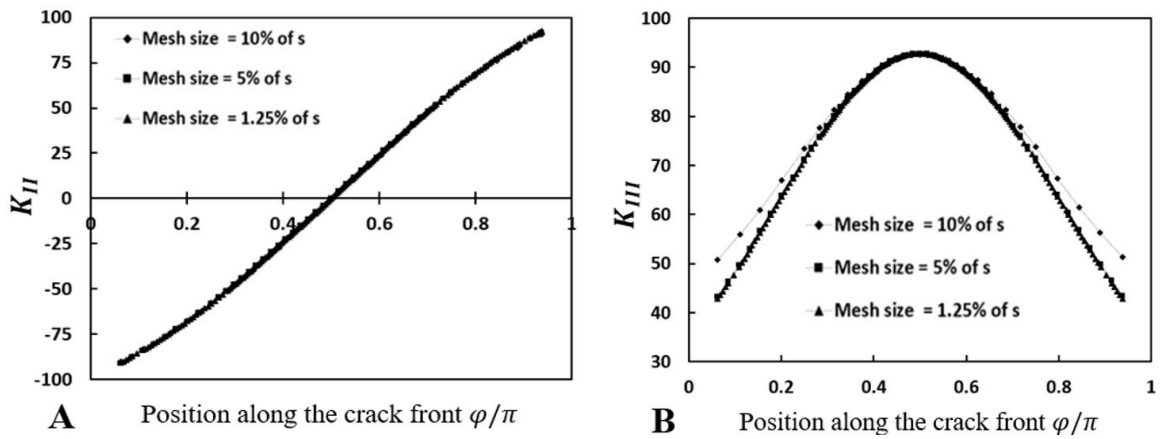 100
75
50
25
0
-25
-50
-75
-100
K_II
Mesh size = 10% of s
Mesh size = 5% of s
Mesh size = 1.25% of s
0 0.2 0.4 0.6 0.8 1
A Position along the crack front φ/π
100
90
80
70
60
50
40
30
K_III
Mesh size = 10% of s
Mesh size = 5% of s
Mesh size = 1.25% of s
0 0.2 0.4 0.6 0.8 1
B Position along the crack front φ/π